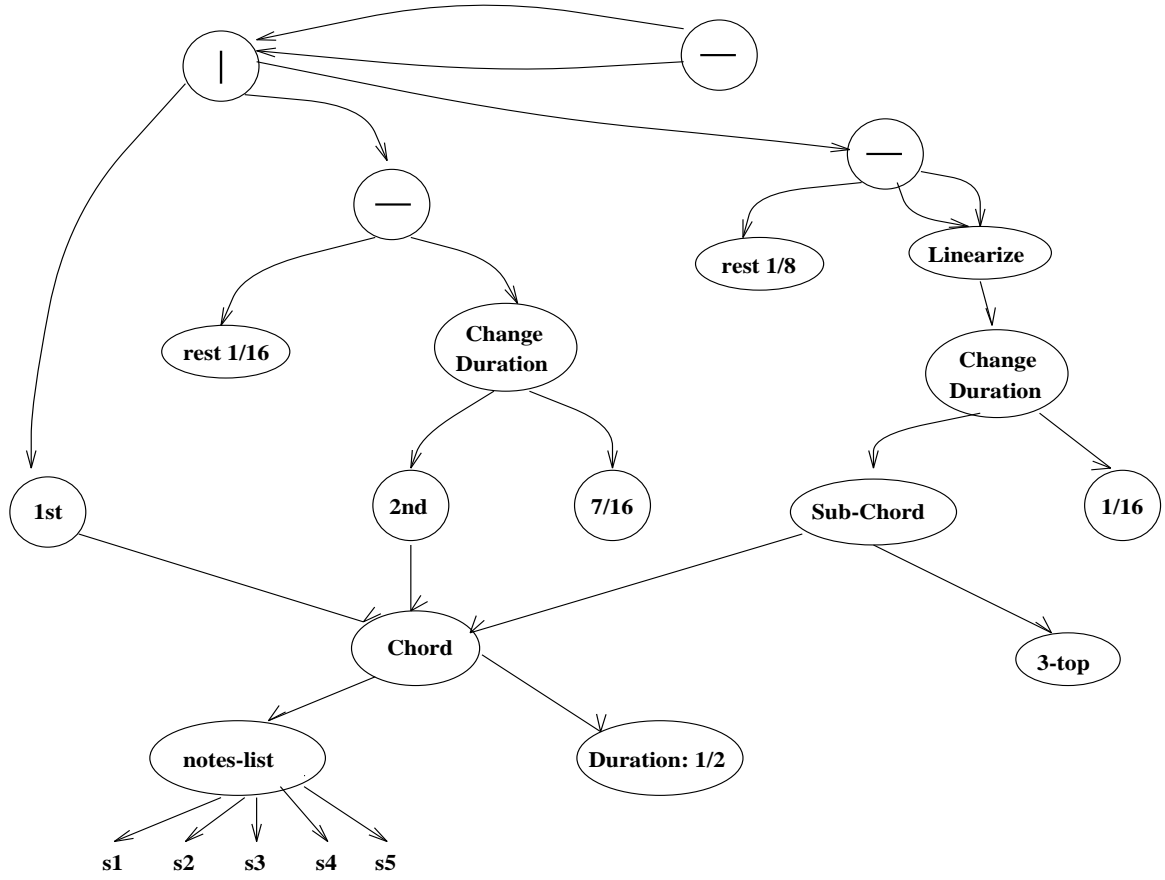 rest 1/8
Linearize
rest 1/16
Change
Duration
Change
Duration
1st
2nd
7/16
Sub-Chord
1/16
Chord
3-top
notes-list
Duration: 1/2
s1
s2
s3
s4
s5